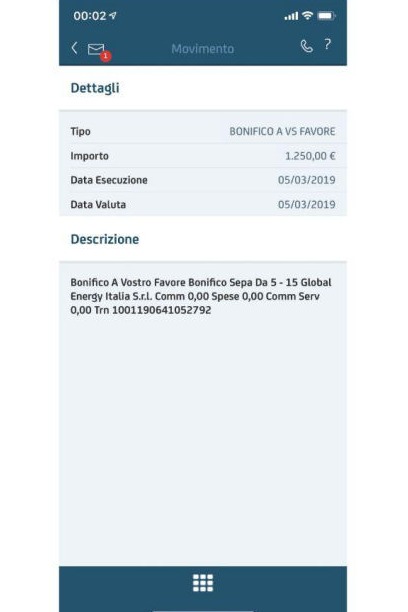 00:02
1
Movimento
?
Dettagli
Tipo BONIFICO A VS FAVORE
Importo 1.250,00 €
Data Esecuzione 05/03/2019
Data Valuta 05/03/2019
Descrizione
Bonifico A Vostro Favore Bonifico Sepa Da 5 - 15 Global
Energy Italia S.r.l. Comm 0,00 Spese 0,00 Comm Serv
0,00 Trn 1001190641052792